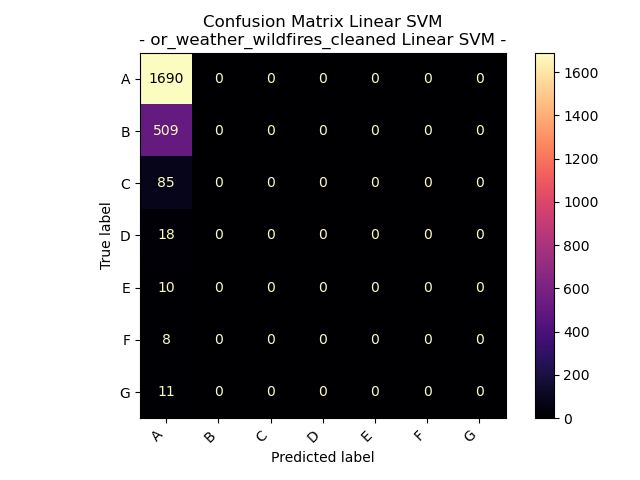 Confusion Matrix Linear SVM
- or_weather_wildfires_cleaned Linear SVM -
True label
A 1690 0 0 0 0 0 0
B 509 0 0 0 0 0 0
C 85 0 0 0 0 0 0
D 18 0 0 0 0 0 0
E 10 0 0 0 0 0 0
F 8 0 0 0 0 0 0
G 11 0 0 0 0 0 0
A B C D E F G
Predicted label
1600
1400
1200
1000
800
600
400
200
0